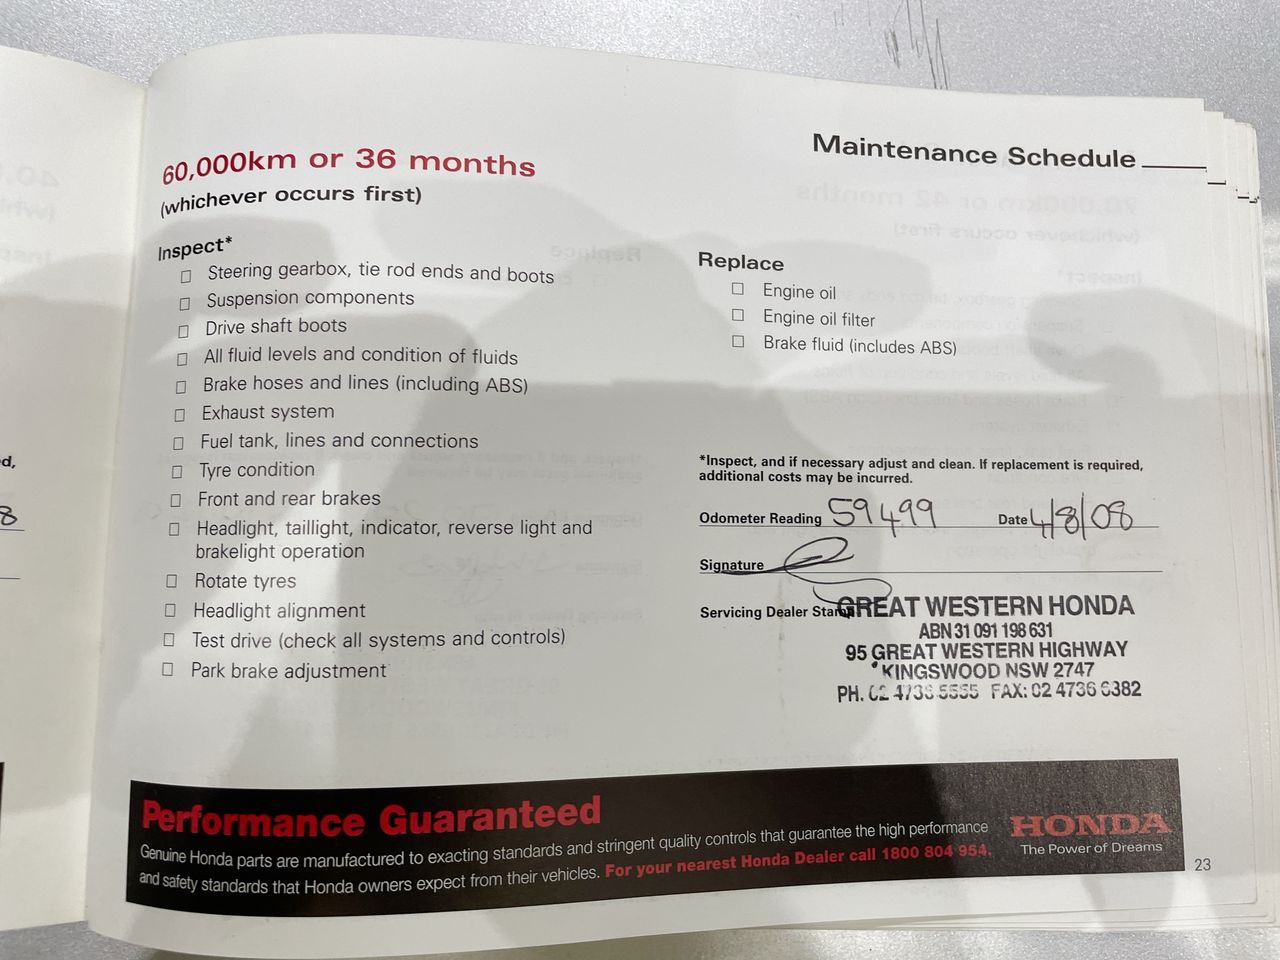 60,000km or 36 months
(whichever occurs first)
Maintenance Schedule
Inspect*
Steering gearbox, tie rod ends and boots
Suspension components
Drive shaft boots
All fluid levels and condition of fluids
Brake hoses and lines (including ABS)
Exhaust system
Fuel tank, lines and connections
Tyre condition
Front and rear brakes
Headlight, taillight, indicator, reverse light and
brakelight operation
Rotate tyres
Headlight alignment
Test drive (check all systems and controls)
Park brake adjustment
Replace
Engine oil
Engine oil filter
Brake fluid (includes ABS)
*Inspect, and if necessary adjust and clean. If replacement is required,
additional costs may be incurred.
Odometer Reading 59499 Date 4/8/08
Signature
Servicing Dealer Stamp GREAT WESTERN HONDA
ABN 31 091 198 631
95 GREAT WESTERN HIGHWAY
KINGSWOOD NSW 2747
PH. 02 4736 5555 FAX: 02 4736 6382
Performance Guaranteed
Genuine Honda parts are manufactured to exacting standards and stringent quality controls that guarantee the high performance
and safety standards that Honda owners expect from their vehicles. For your nearest Honda Dealer call 1800 804 954.
HONDA
The Power of Dreams
23
ed,
8